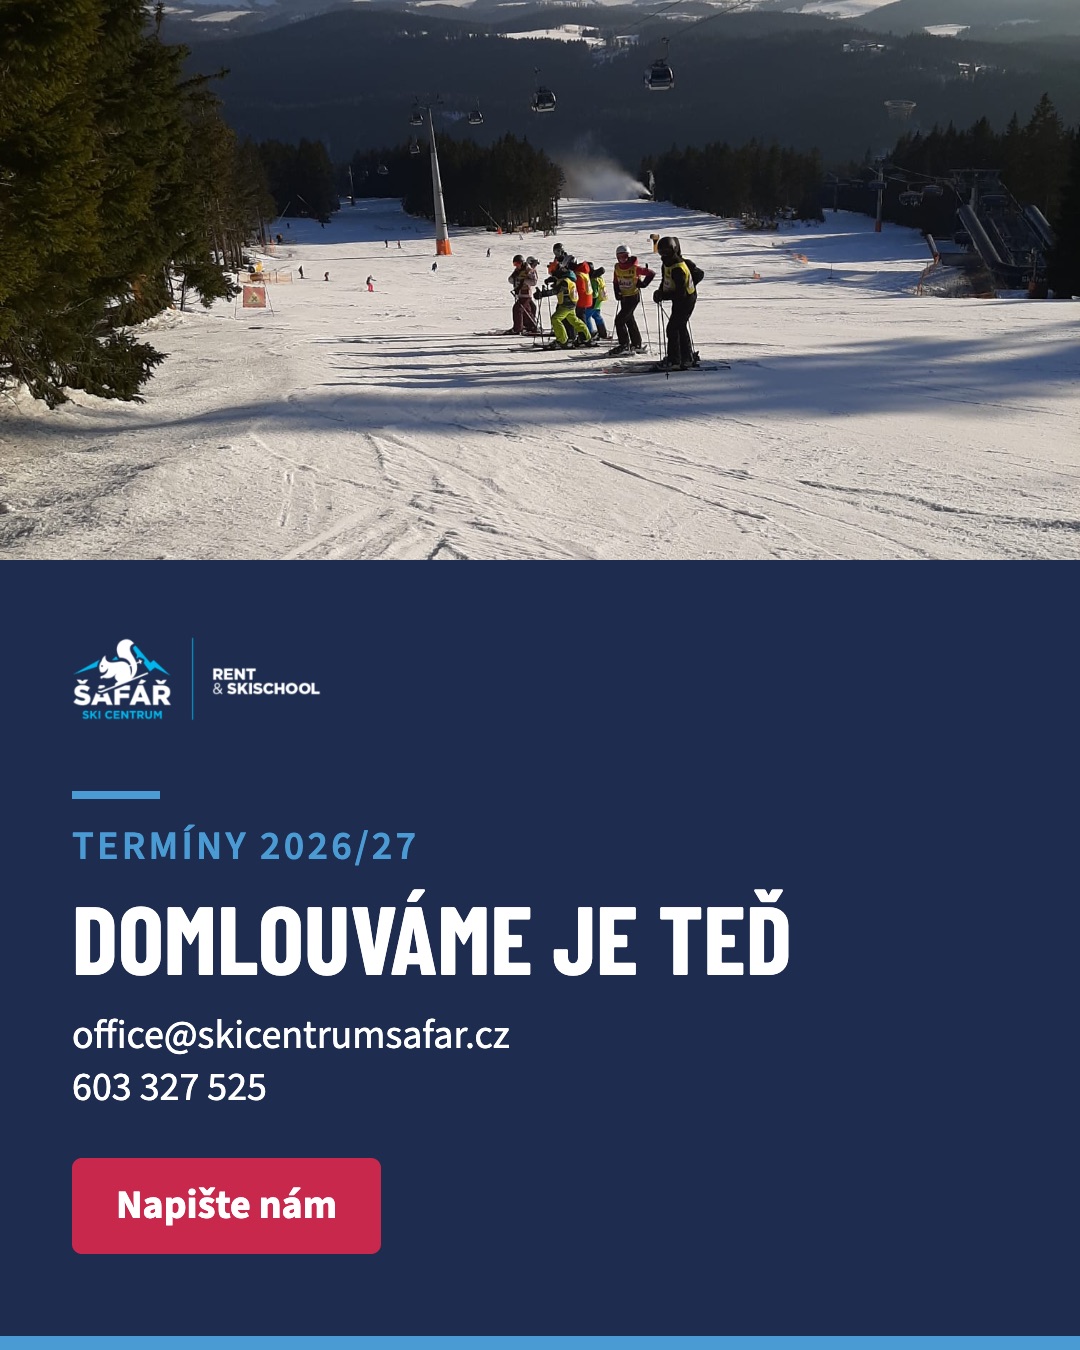 ŠAFÁŘ
SKI CENTRUM
RENT
& SKISCHOOL
TERMÍNY 2026/27
DOMLOUVÁME JE TEĎ
office@skicentrumsafar.cz
603 327 525
Napište nám